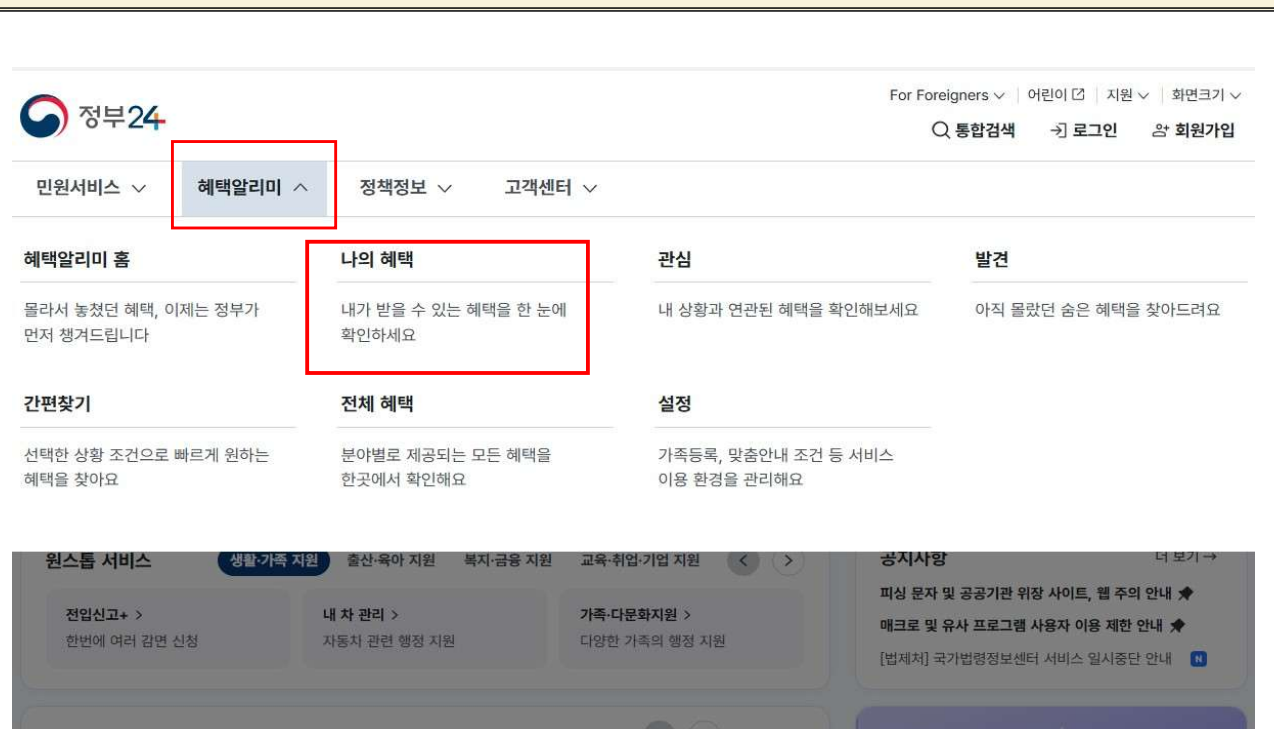 정부24
For Foreigners 어린이 지원 화면크기
통합검색 로그인 회원가입
민원서비스 혜택알리미 정책정보 고객센터
혜택알리미 홈
몰라서 놓쳤던 혜택, 이제는 정부가
먼저 챙겨드립니다
나의 혜택
내가 받을 수 있는 혜택을 한 눈에
확인하세요
관심
내 상황과 연관된 혜택을 확인해보세요
발견
아직 몰랐던 숨은 혜택을 찾아드려요
간편찾기
선택한 상황 조건으로 빠르게 원하는
혜택을 찾아요
전체 혜택
분야별로 제공되는 모든 혜택을
한곳에서 확인해요
설정
가족등록, 맞춤안내 조건 등 서비스
이용 환경을 관리해요
원스톱 서비스 생활·가족 지원 출산·육아 지원 복지·금융 지원 교육·취업·기업 지원
전입신고+ >
한번에 여러 감면 신청
내 차 관리 >
자동차 관련 행정 지원
가족·다문화지원 >
다양한 가족의 행정 지원
공지사항 더 보기→
피싱 문자 및 공공기관 위장 사이트, 웹 주의 안내
매크로 및 유사 프로그램 사용자 이용 제한 안내
[법제처] 국가법령정보센터 서비스 일시중단 안내 N